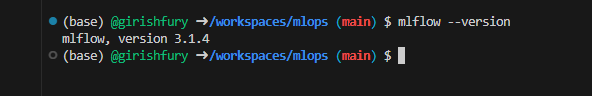 (base) @girishfury ➜/workspaces/mlops (main) $ mlflow --version
mlflow, version 3.1.4
(base) @girishfury ➜/workspaces/mlops (main) $